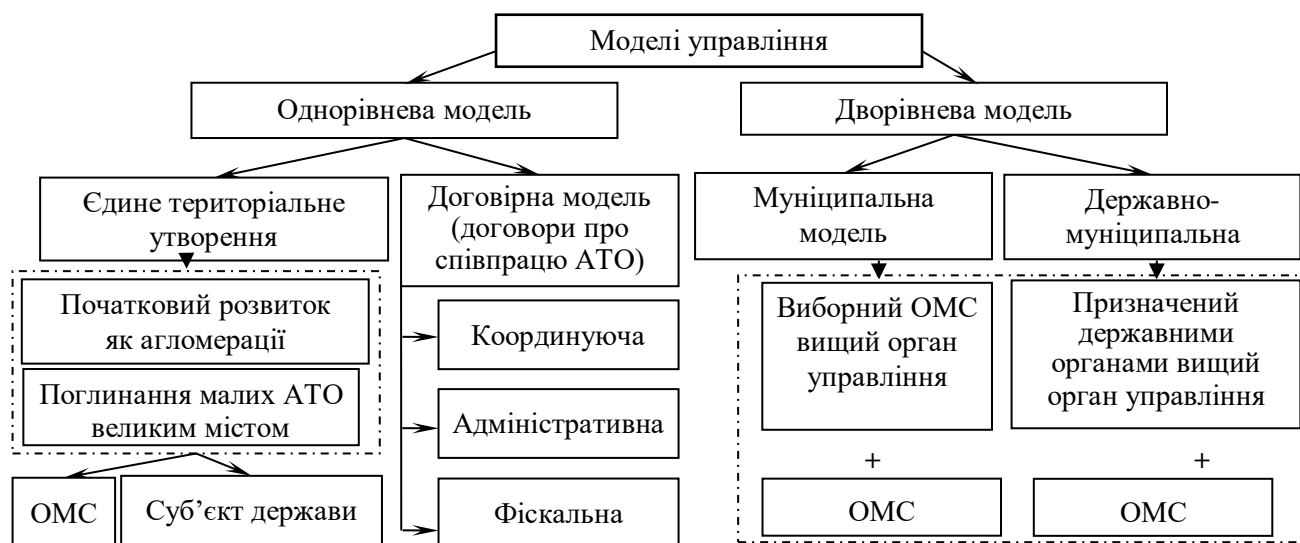 Моделі управління
Однорівнева модель
Дворівнева модель
Єдине територіальне
утворення
Договірна модель
(договори про
співпрацю АТО)
Муніципальна
модель
Державно-
муніципальна
Початковий розвиток
як агломерації
Поглинання малих АТО
великим містом
ОМС
Суб’єкт держави
Координуюча
Адміністративна
Фіскальна
Виборний ОМС
вищий орган
управління
+
ОМС
Призначений
державними
органами вищий
орган управління
+
ОМС